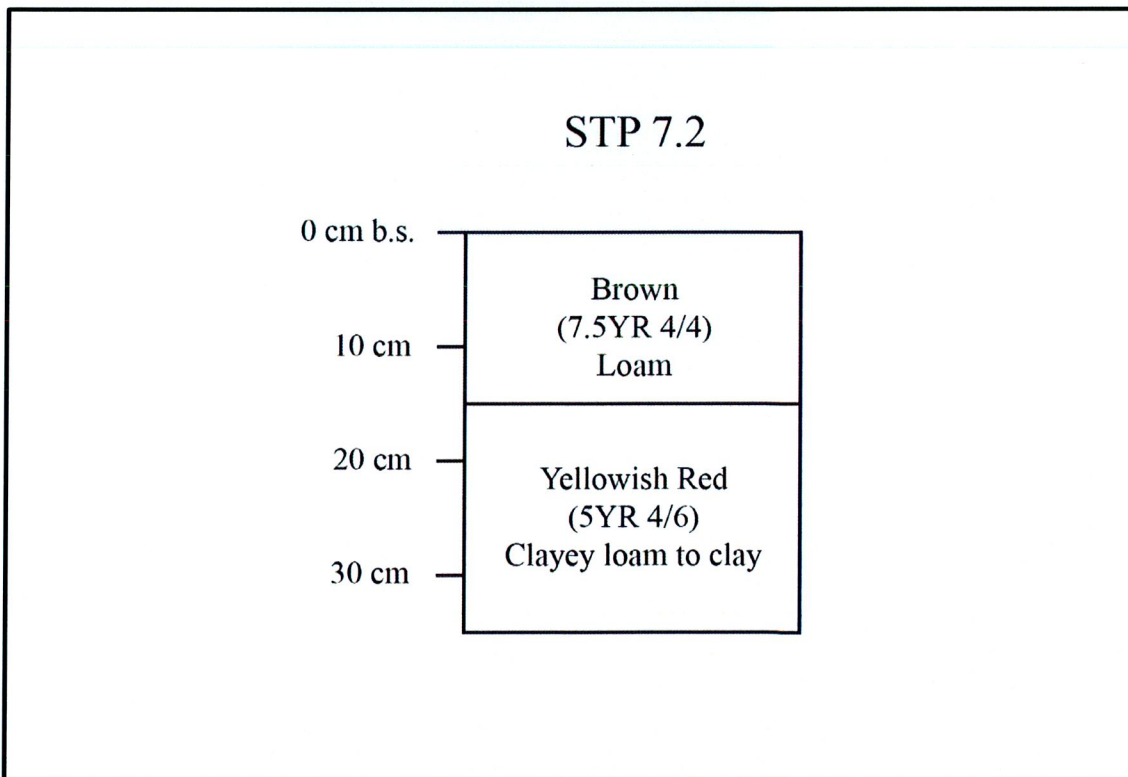 STP 7.2
0 cm b.s.
Brown
(7.5YR 4/4)
10 cm
Loam
20 cm
Yellowish Red
(5YR 4/6)
Clayey loam to clay
30 cm